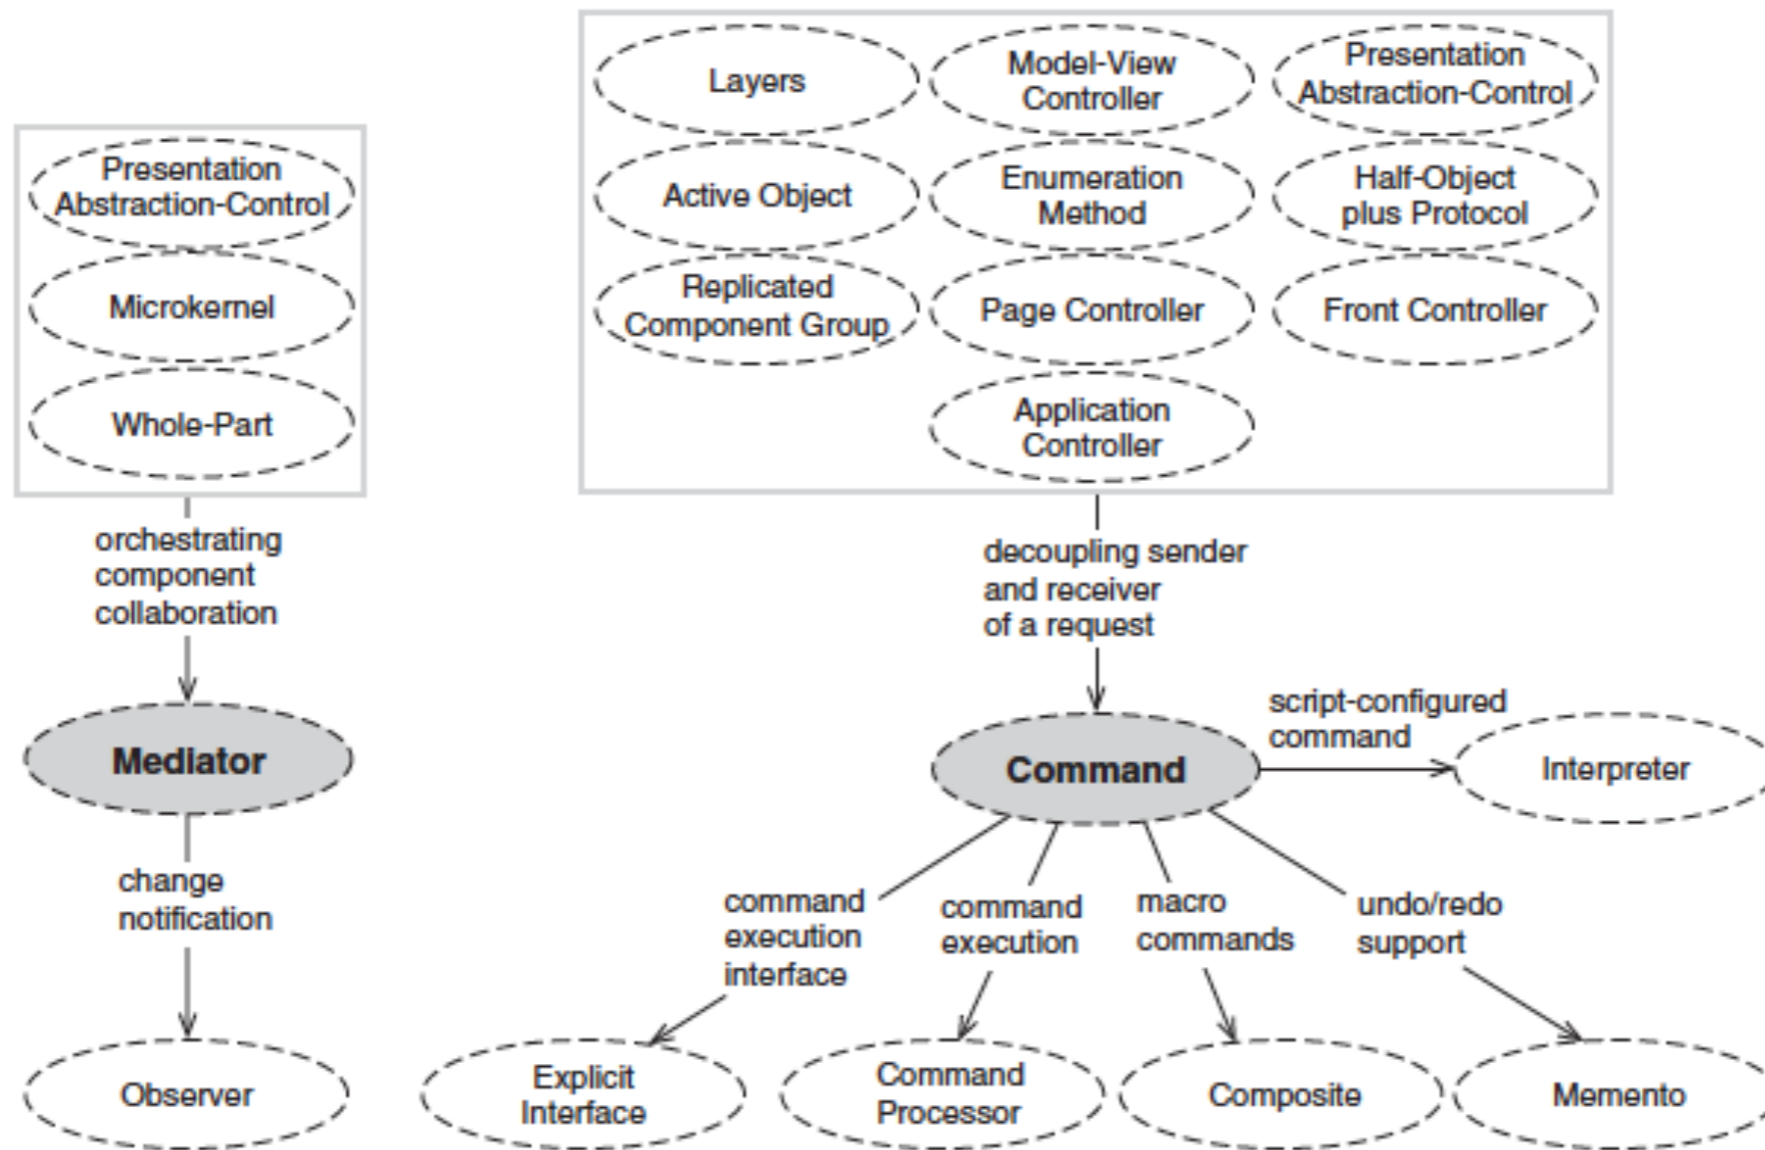 Presentation
Abstraction-Control
Microkernel
Whole-Part
orchestrating
component
collaboration
Mediator
change
notification
Observer
Layers
Model-View
Controller
Presentation
Abstraction-Control
Active Object
Enumeration
Method
Half-Object
plus Protocol
Replicated
Component Group
Page Controller
Front Controller
Application
Controller
decoupling sender
and receiver
of a request
Command
script-configured
command
Interpreter
command
execution
interface
command
execution
macro
commands
undo/redo
support
Explicit
Interface
Command
Processor
Composite
Memento